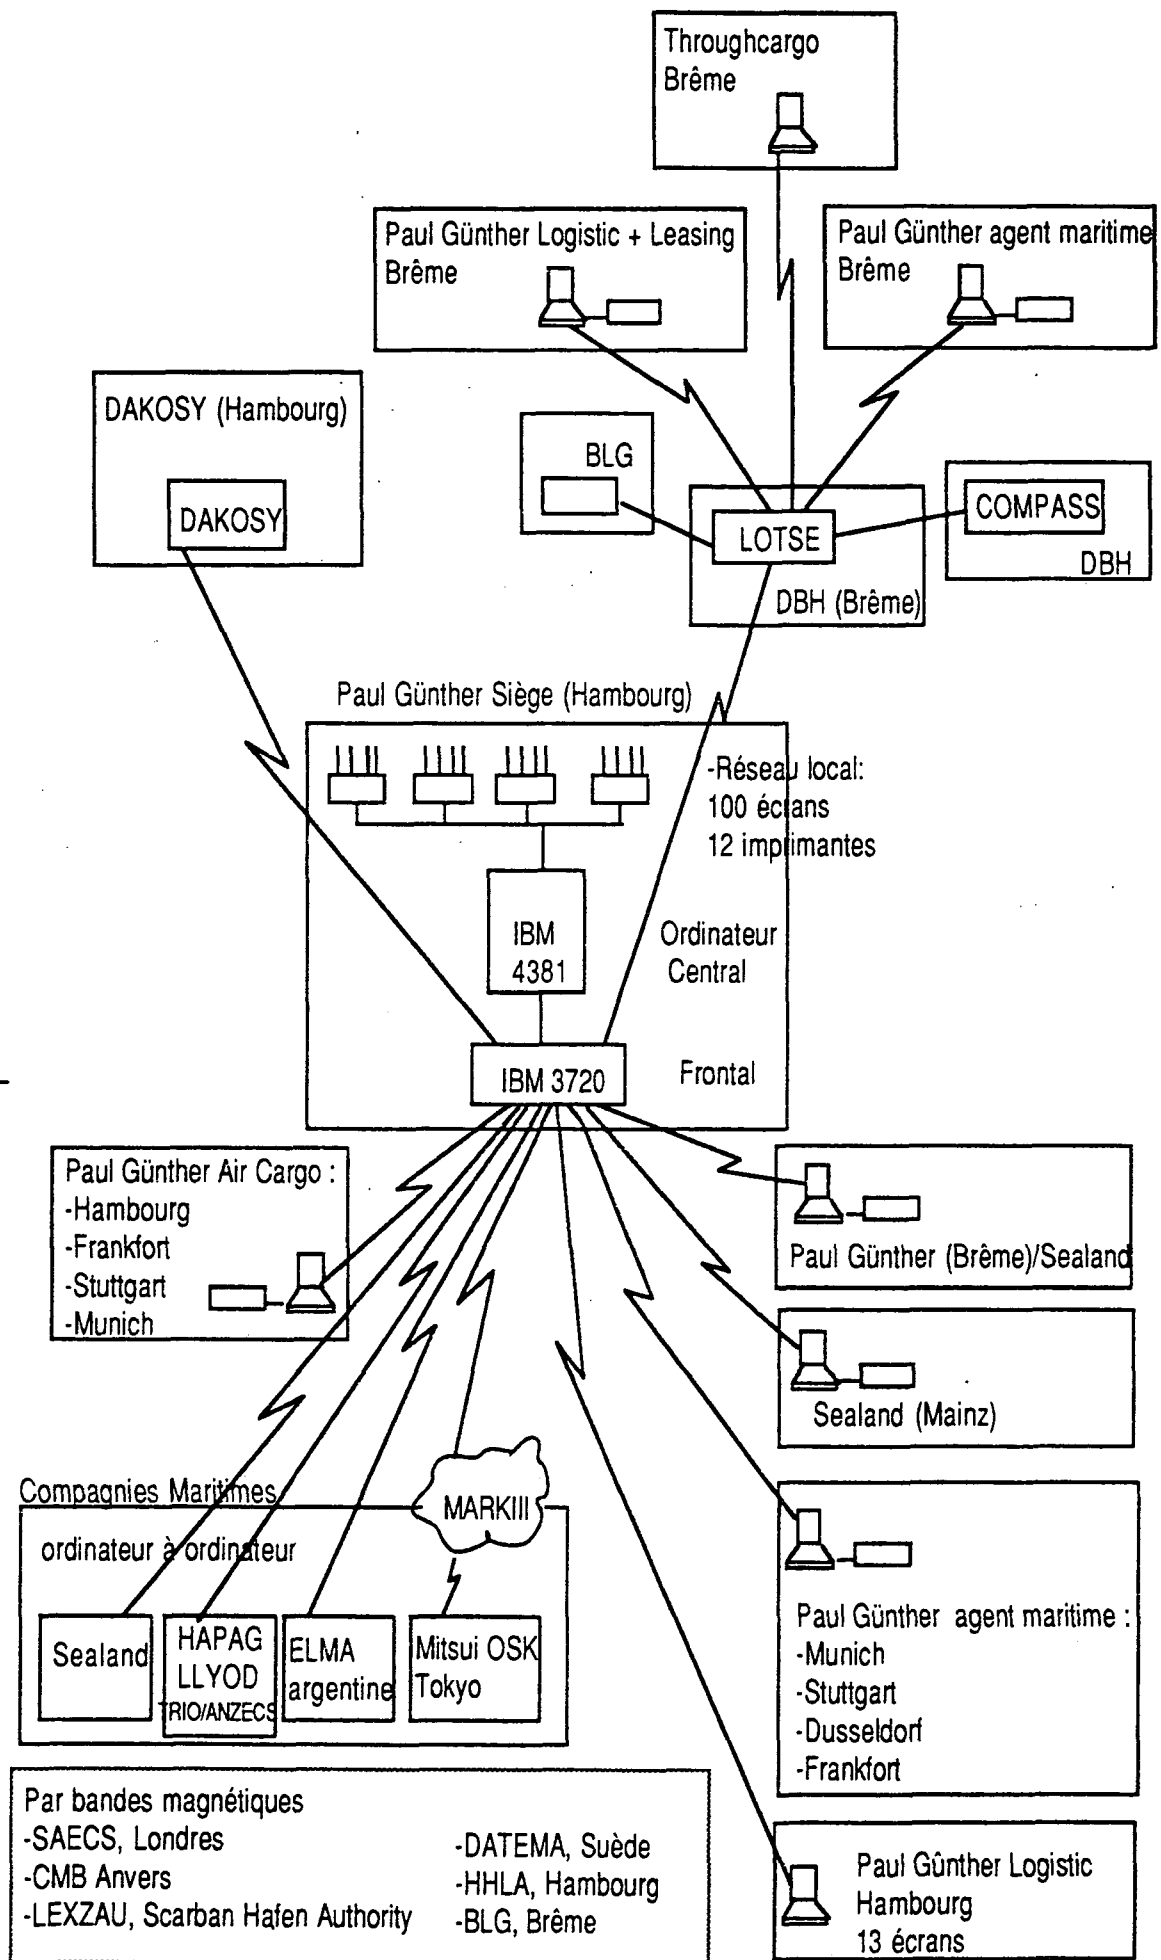 Throughcargo
Brême
Paul Günther Logistic + Leasing
Brême
Paul Günther agent maritime
Brême
DAKOSY (Hambourg)
DAKOSY
BLG
LOTSE
DBH (Brême)
COMPASS
DBH
Paul Günther Siège (Hambourg)
-Réseau local:
100 écrans
12 imprimantes
IBM
4381
Ordinateur
Central
IBM 3720
Frontal
Paul Günther Air Cargo :
-Hambourg
-Frankfort
-Stuttgart
-Munich
Paul Günther (Brême)/Sealand
Sealand (Mainz)
Compagnies Maritimes
MARKIII
ordinateur à ordinateur
Sealand
HAPAG
LLYOD
TRIO/ANZECS
ELMA
argentine
Mitsui OSK
Tokyo
Paul Günther agent maritime :
-Munich
-Stuttgart
-Dusseldorf
-Frankfort
Par bandes magnétiques
-SAECS, Londres
-CMB Anvers
-LEXZAU, Scarban Hafen Authority
-DATEMA, Suède
-HHLA, Hambourg
-BLG, Brême
Paul Gûnther Logistic
Hambourg
13 écrans